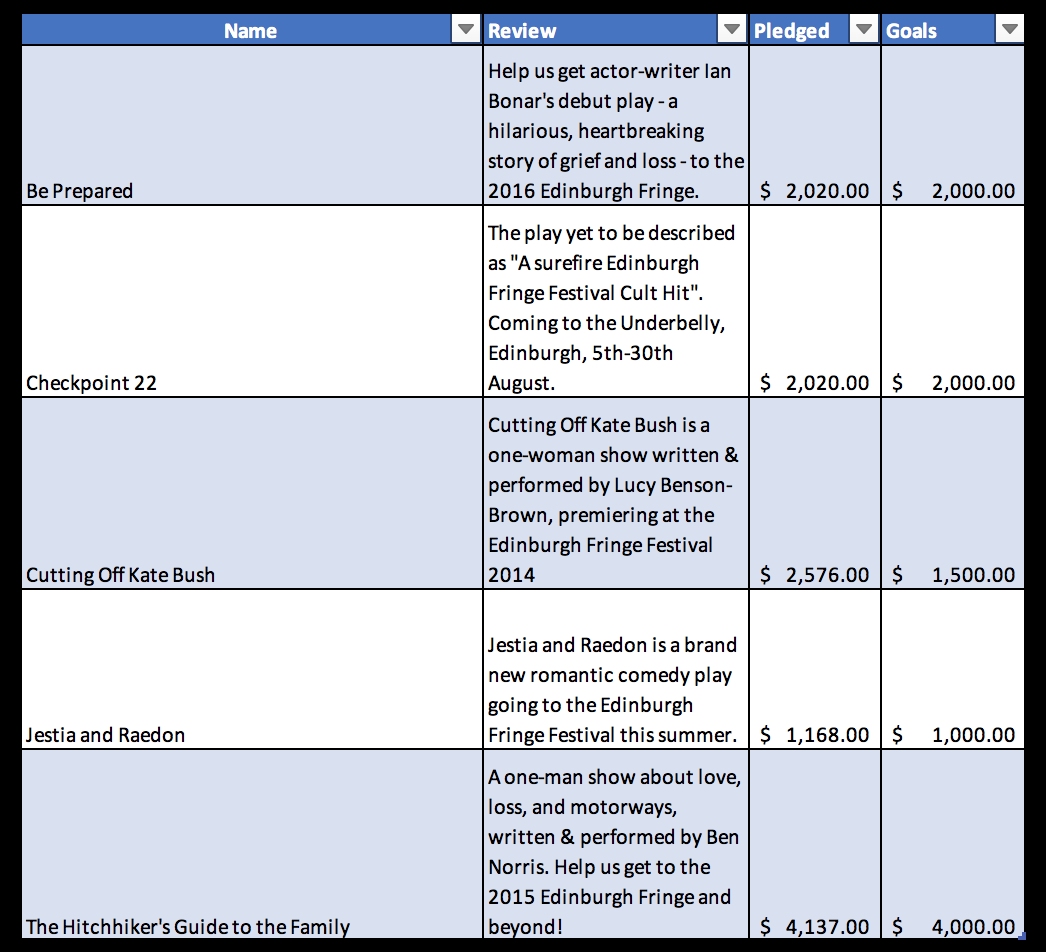 Name Review Pledged Goals
Help us get actor-writer Ian
Bonar's debut play - a
hilarious, heartbreaking
story of grief and loss - to the
Be Prepared 2016 Edinburgh Fringe. $ 2,020.00 $ 2,000.00
The play yet to be described
as "A surefire Edinburgh
Fringe Festival Cult Hit".
Coming to the Underbelly,
Edinburgh, 5th-30th
Checkpoint 22 August. $ 2,020.00 $ 2,000.00
Cutting Off Kate Bush is a
one-woman show written &
performed by Lucy Benson-
Brown, premiering at the
Edinburgh Fringe Festival
Cutting Off Kate Bush 2014 $ 2,576.00 $ 1,500.00
Jestia and Raedon is a brand
new romantic comedy play
going to the Edinburgh
Jestia and Raedon Fringe Festival this summer. $ 1,168.00 $ 1,000.00
A one-man show about love,
loss, and motorways,
written & performed by Ben
Norris. Help us get to the
2015 Edinburgh Fringe and
The Hitchhiker's Guide to the Family beyond! $ 4,137.00 $ 4,000.00